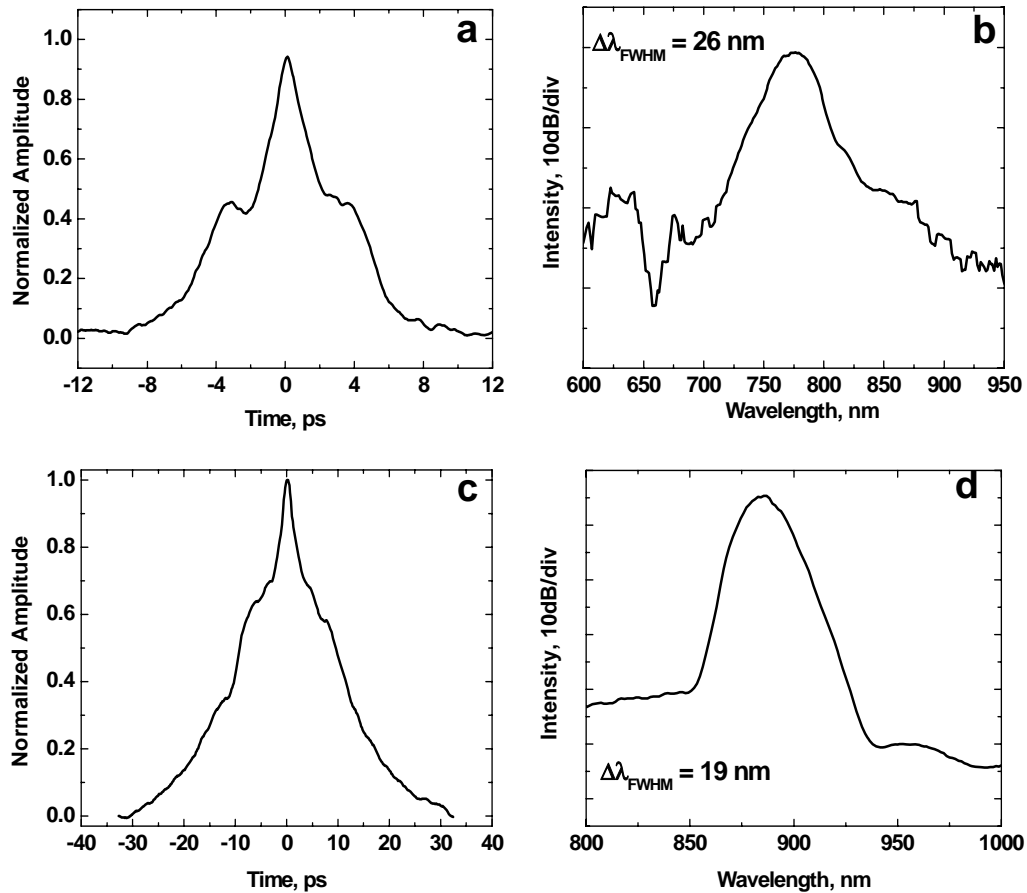 a
Normalized Amplitude
1.0
0.8
0.6
0.4
0.2
0.0
-12 -8 -4 0 4 8 12
Time, ps
b
ΔλFWHM = 26 nm
Intensity, 10dB/div
600 650 700 750 800 850 900 950
Wavelength, nm
c
Normalized Amplitude
1.0
0.8
0.6
0.4
0.2
0.0
-40 -30 -20 -10 0 10 20 30 40
Time, ps
d
Intensity, 10dB/div
ΔλFWHM = 19 nm
800 850 900 950 1000
Wavelength, nm